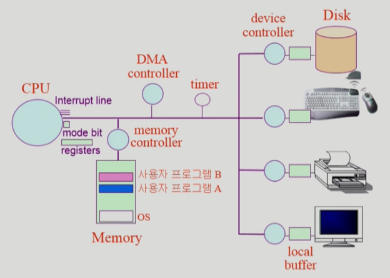 device
controller
Disk
DMA
controller
timer
CPU
Interrupt line
mode bit
registers
memory
controller
사용자 프로그램 B
사용자 프로그램 A
OS
Memory
local
buffer